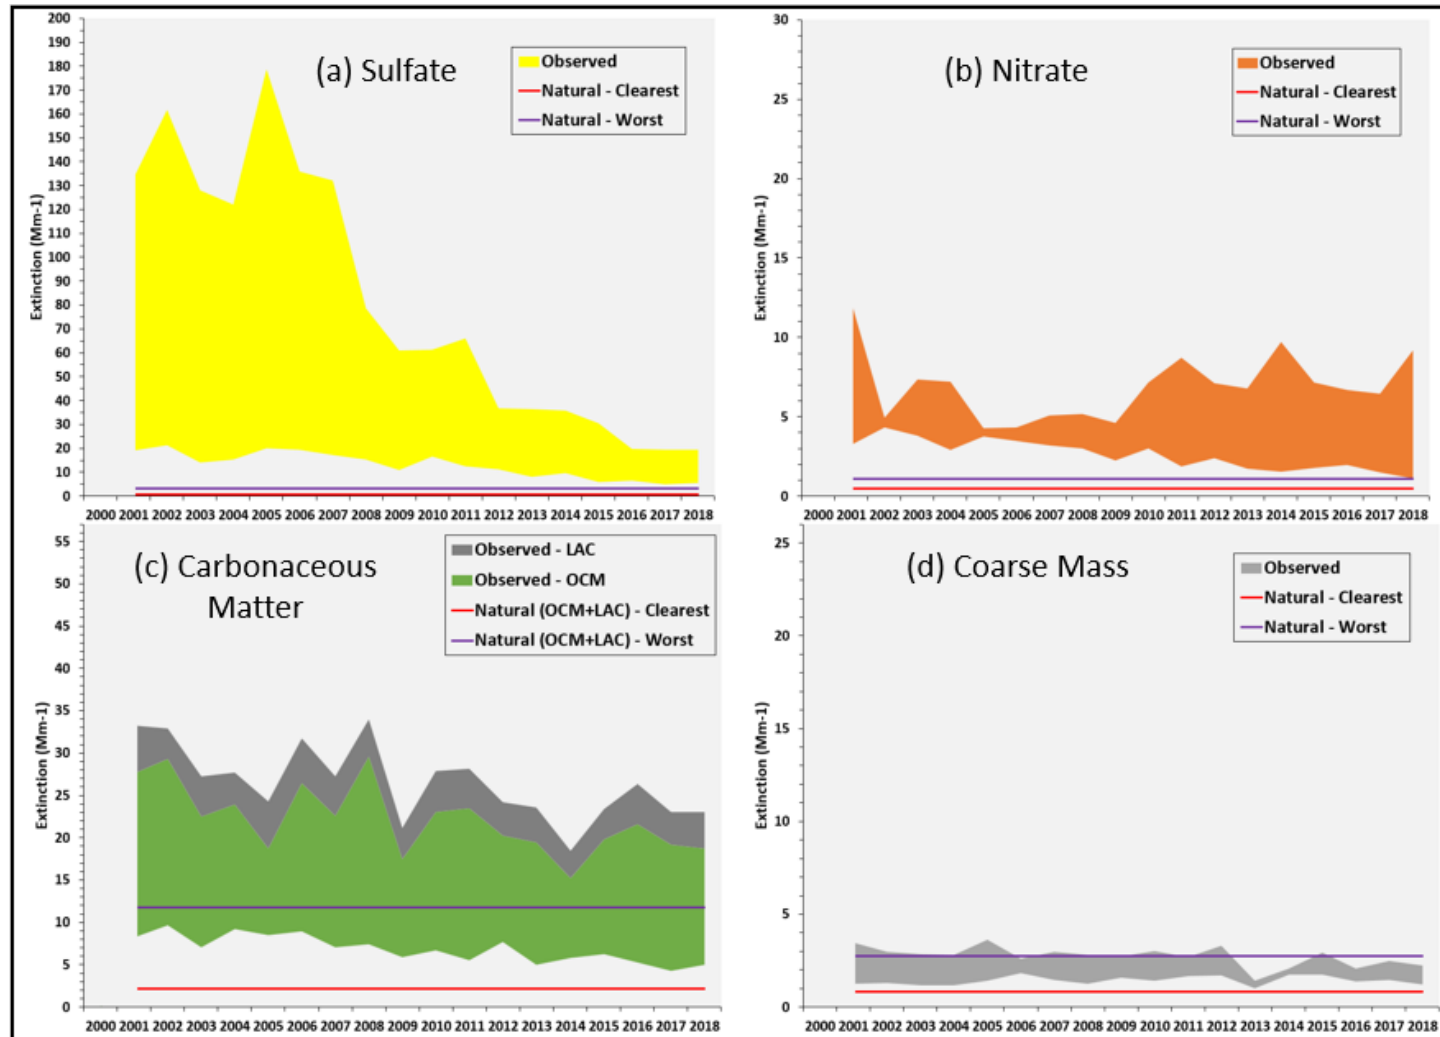 (a) Sulfate
Observed
Natural - Clearest
Natural - Worst
Extinction (Mm-1)
200
190
180
170
160
150
140
130
120
110
100
90
80
70
60
50
40
30
20
10
0
2000 2001 2002 2003 2004 2005 2006 2007 2008 2009 2010 2011 2012 2013 2014 2015 2016 2017 2018
(b) Nitrate
Observed
Natural - Clearest
Natural - Worst
Extinction (Mm-1)
30
25
20
15
10
5
0
2000 2001 2002 2003 2004 2005 2006 2007 2008 2009 2010 2011 2012 2013 2014 2015 2016 2017 2018
(c) Carbonaceous
Matter
Observed - LAC
Observed - OCM
Natural (OCM+LAC) - Clearest
Natural (OCM+LAC) - Worst
Extinction (Mm-1)
55
50
45
40
35
30
25
20
15
10
5
0
2000 2001 2002 2003 2004 2005 2006 2007 2008 2009 2010 2011 2012 2013 2014 2015 2016 2017 2018
(d) Coarse Mass
Observed
Natural - Clearest
Natural - Worst
Extinction (Mm-1)
25
20
15
10
5
0
2000 2001 2002 2003 2004 2005 2006 2007 2008 2009 2010 2011 2012 2013 2014 2015 2016 2017 2018